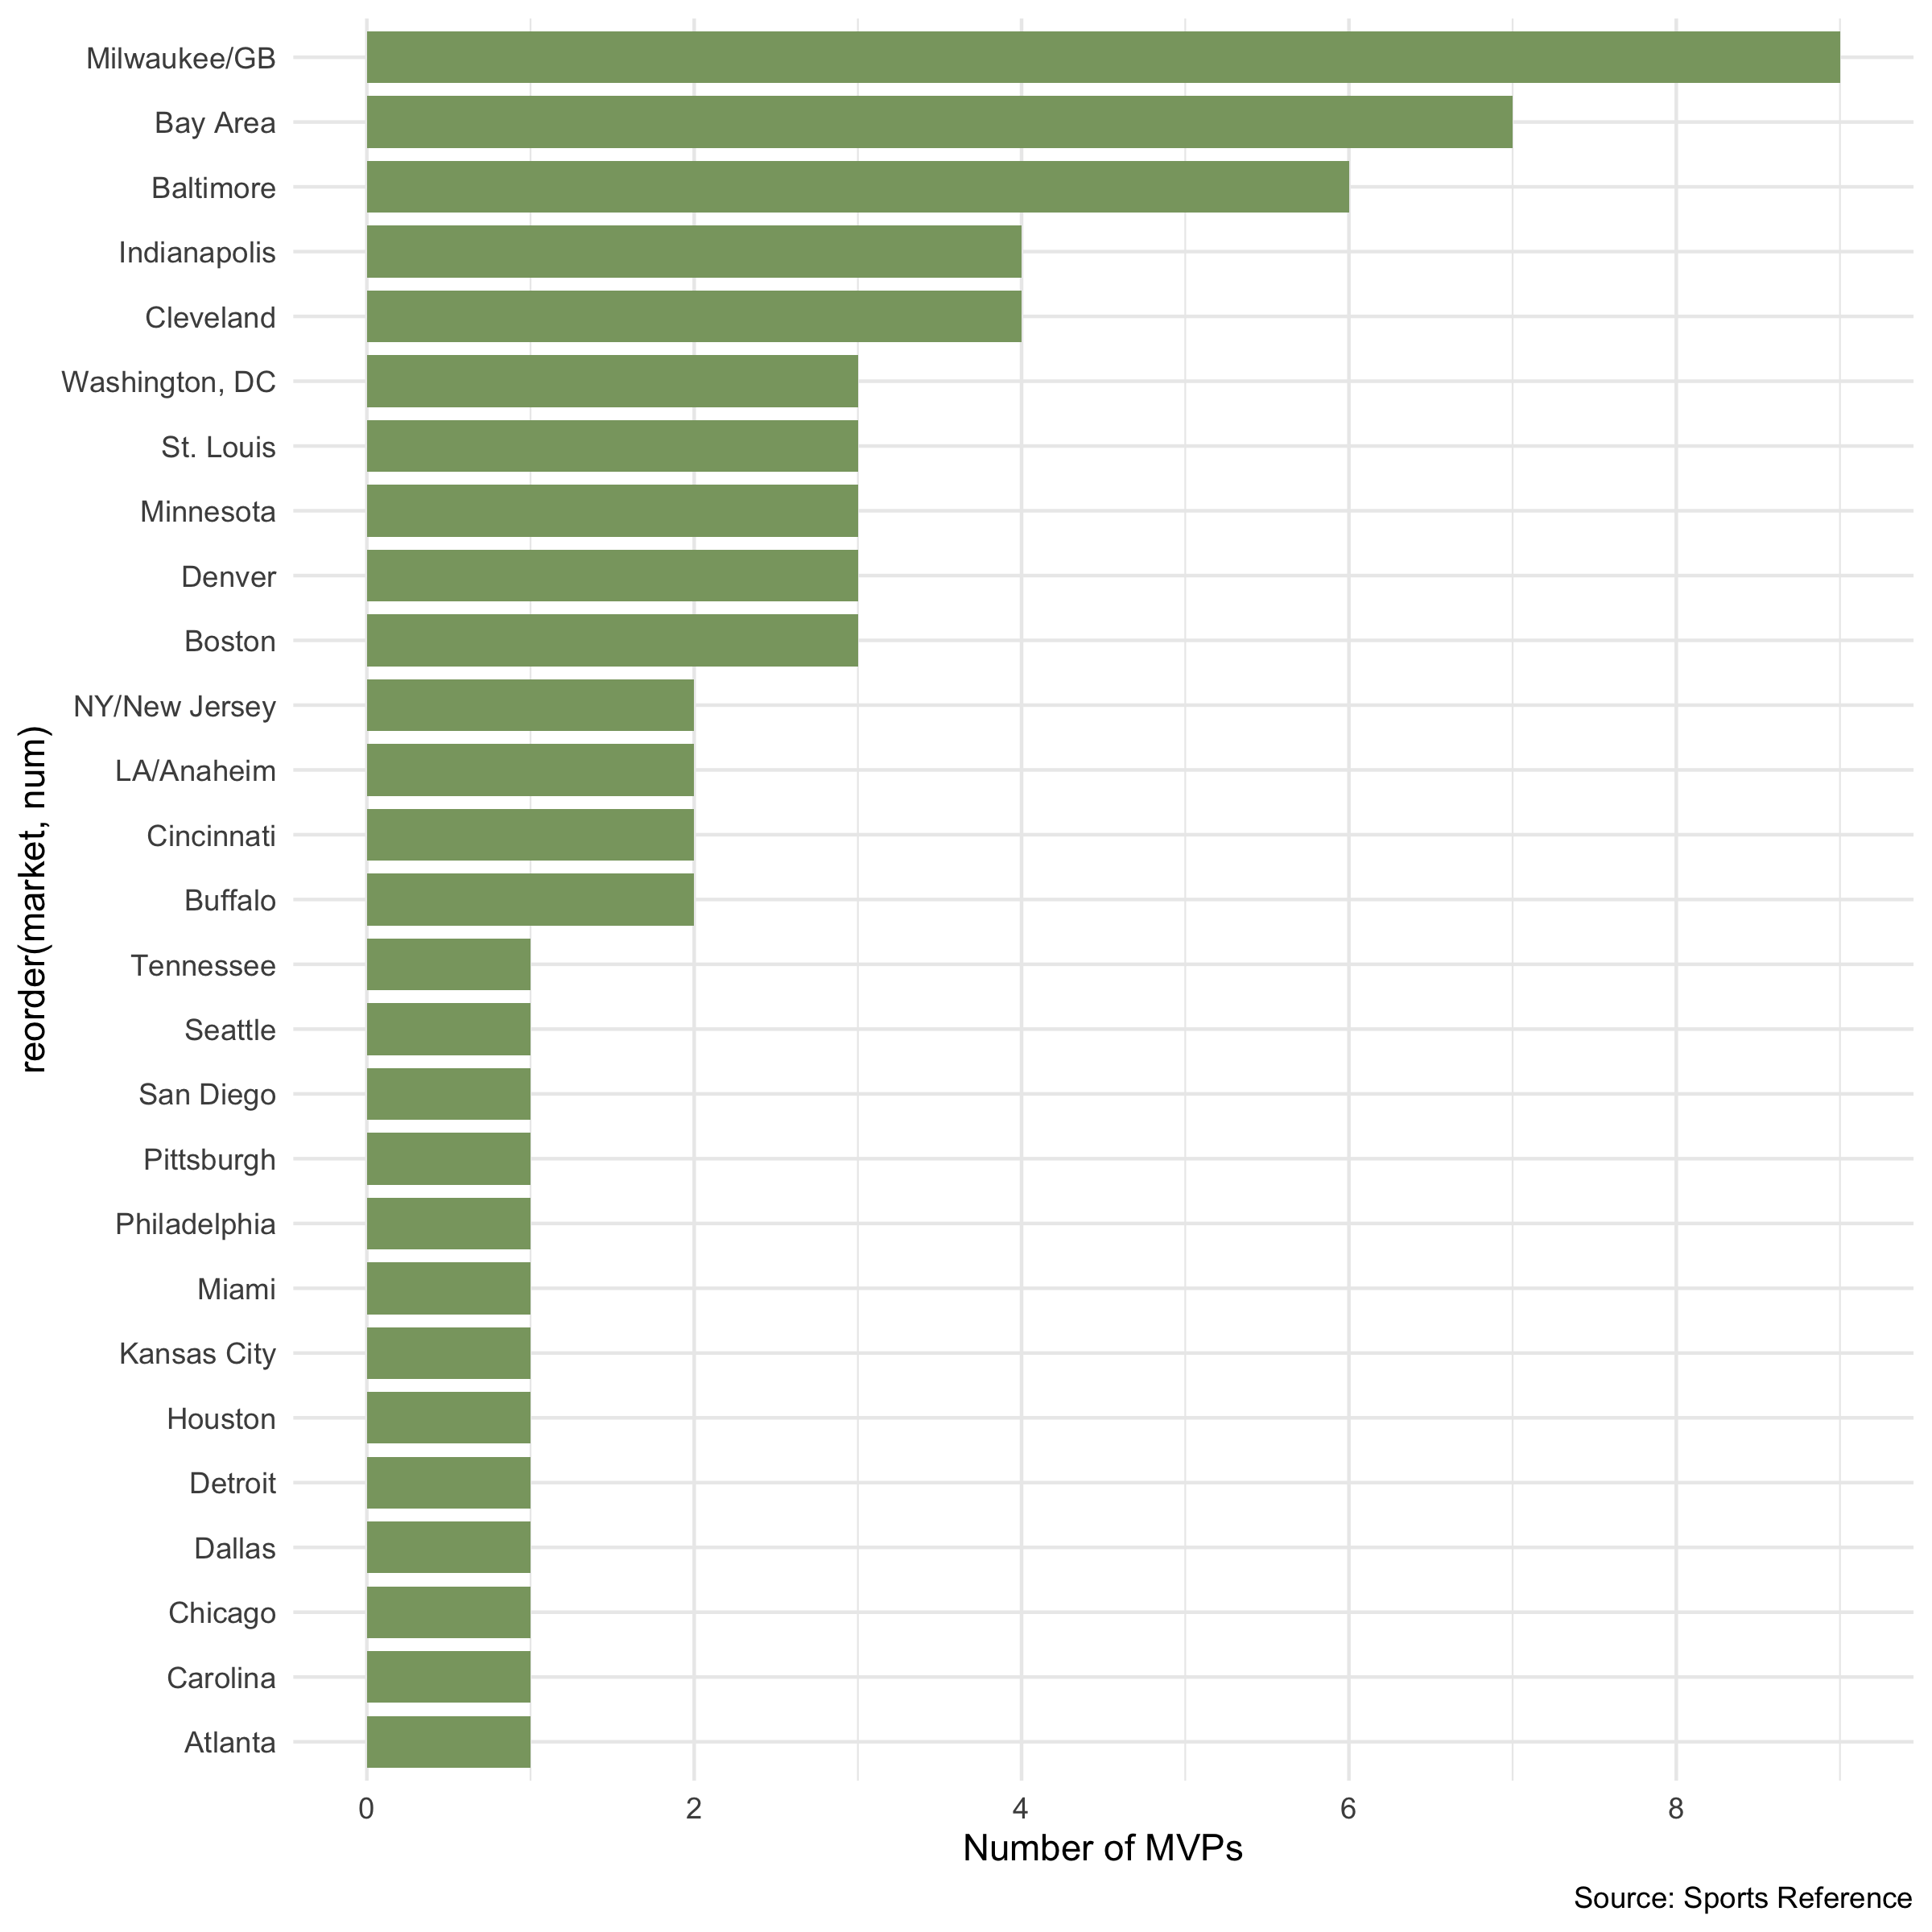 Milwaukee/GB
Bay Area
Baltimore
Indianapolis
Cleveland
Washington, DC
St. Louis
Minnesota
Denver
Boston
NY/New Jersey
LA/Anaheim
Cincinnati
Buffalo
Tennessee
Seattle
San Diego
Pittsburgh
Philadelphia
Miami
Kansas City
Houston
Detroit
Dallas
Chicago
Carolina
Atlanta
reorder(market, num)
0 2 4 6 8
Number of MVPs
Source: Sports Reference